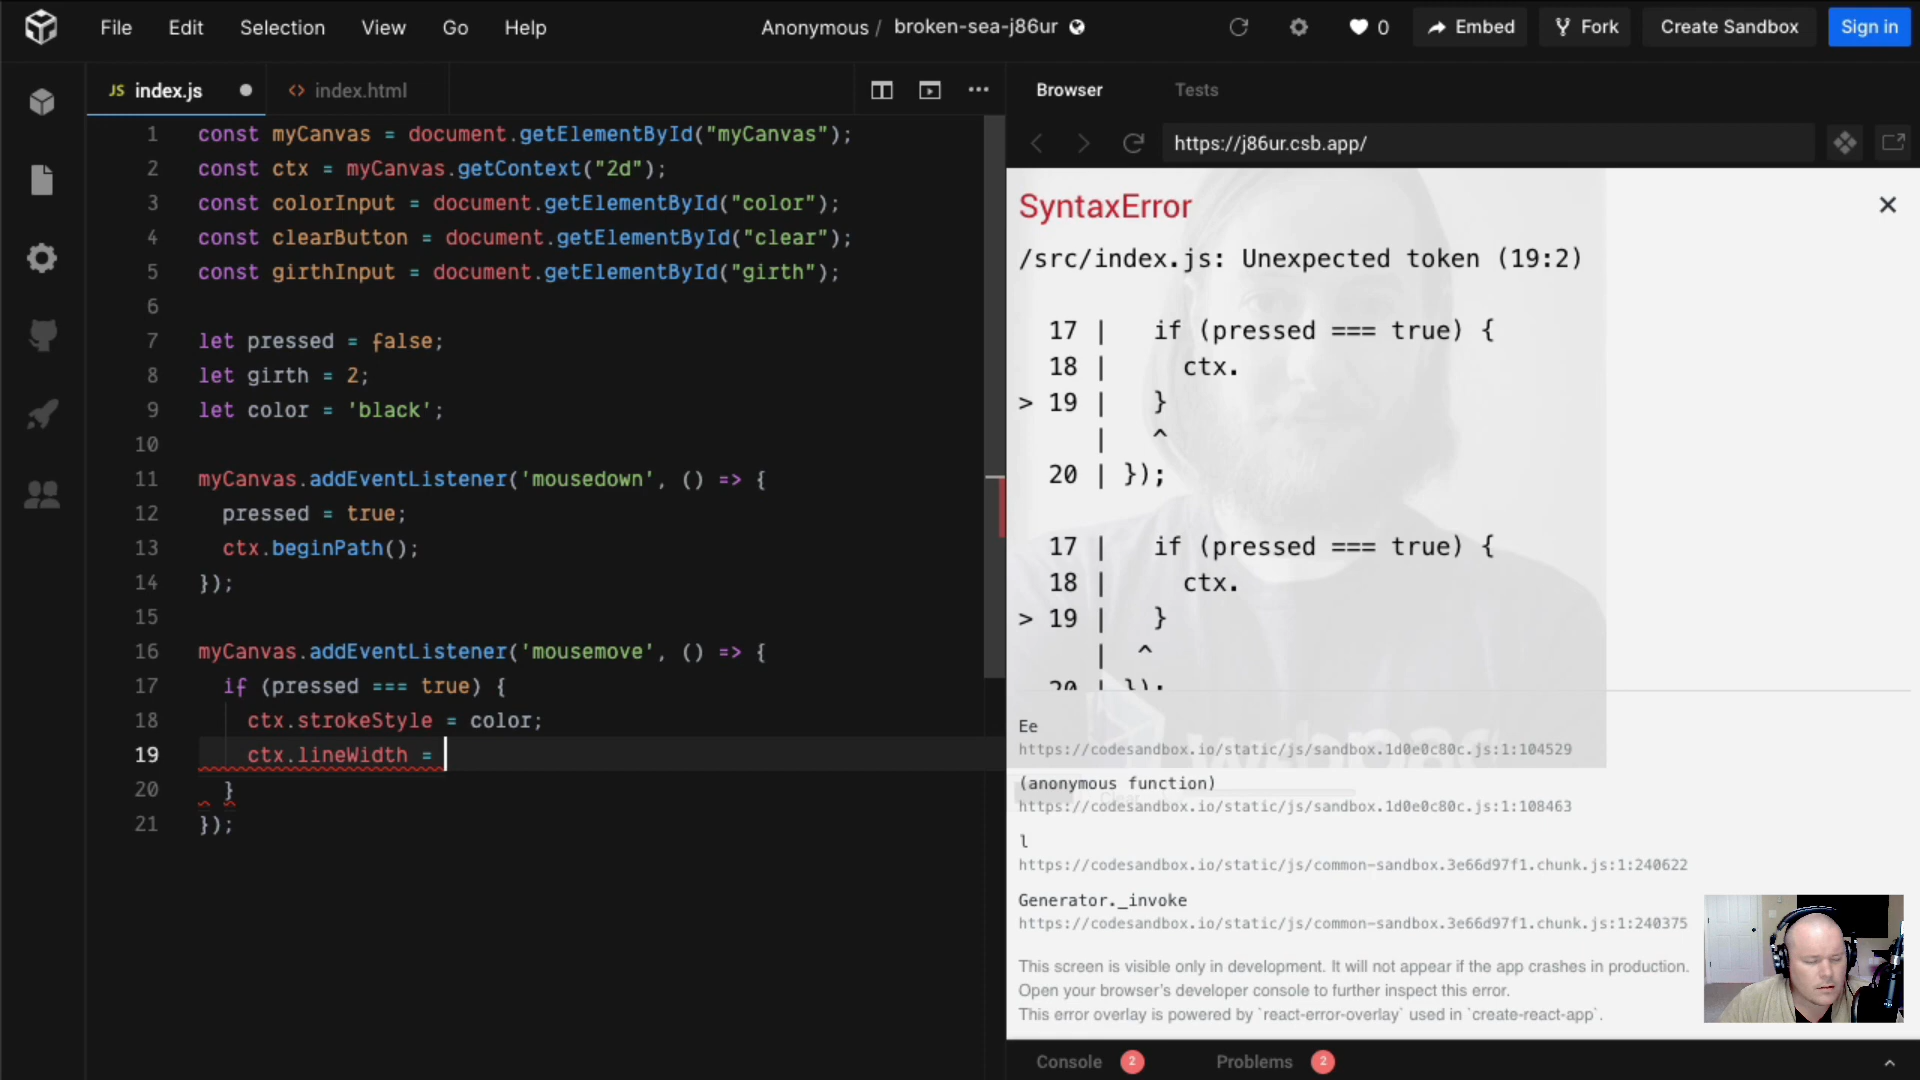 File Edit Selection View Go Help Anonymous / broken-sea-j86ur 0 Embed Fork Create Sandbox Sign in
JS index.js <> index.html ••• Browser Tests
https://j86ur.csb.app/
1 const myCanvas = document.getElementById("myCanvas");
2 const ctx = myCanvas.getContext("2d");
3 const colorInput = document.getElementById("color");
4 const clearButton = document.getElementById("clear");
5 const girthInput = document.getElementById("girth");
6
7 let pressed = false;
8 let girth = 2;
9 let color = 'black';
10
11 myCanvas.addEventListener('mousedown', () => {
12 pressed = true;
13 ctx.beginPath();
14 });
15
16 myCanvas.addEventListener('mousemove', () => {
17 if (pressed === true) {
18 ctx.strokeStyle = color;
19 ctx.lineWidth =
20 }
21 });
SyntaxError
/src/index.js: Unexpected token (19:2)
17 | if (pressed === true) {
18 | ctx.
> 19 | }
| ^
20 | });
17 | if (pressed === true) {
18 | ctx.
> 19 | }
| ^
20 | });
Ee
https://codesandbox.io/static/js/sandbox.1d0e0c80c.js:1:104529
(anonymous function)
https://codesandbox.io/static/js/sandbox.1d0e0c80c.js:1:108463
l
https://codesandbox.io/static/js/common-sandbox.3e66d97f1.chunk.js:1:240622
Generator._invoke
https://codesandbox.io/static/js/common-sandbox.3e66d97f1.chunk.js:1:240375
This screen is visible only in development. It will not appear if the app crashes in production.
Open your browser's developer console to further inspect this error.
This error overlay is powered by `react-error-overlay` used in `create-react-app`.
Console 2 Problems 2